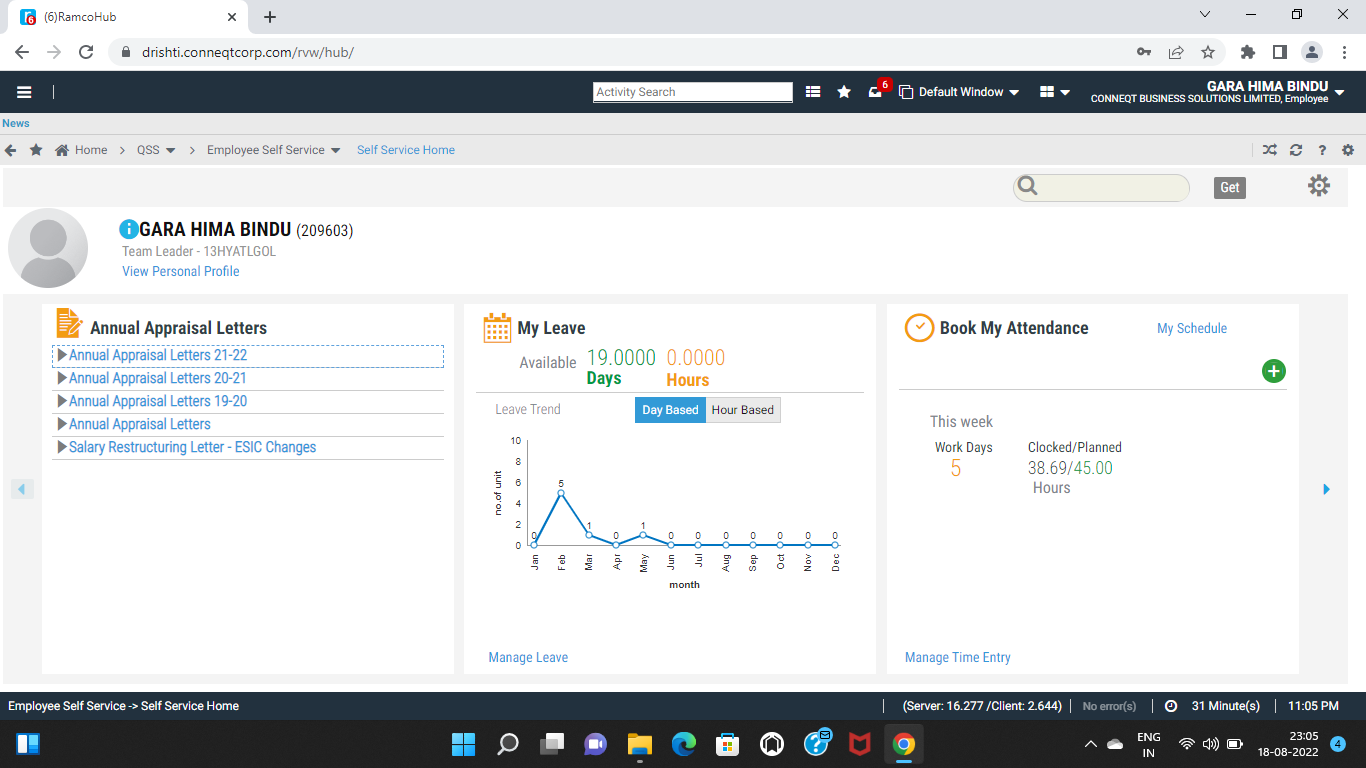 (6)RamcoHub
drishti.conneqtcorp.com/rvw/hub/
Activity Search
6
Default Window
GARA HIMA BINDU
CONNEQT BUSINESS SOLUTIONS LIMITED, Employee
News
Home > QSS > Employee Self Service Self Service Home
?
Get
GARA HIMA BINDU (209603)
Team Leader - 13HYATLGOL
View Personal Profile
Annual Appraisal Letters
Annual Appraisal Letters 21-22
Annual Appraisal Letters 20-21
Annual Appraisal Letters 19-20
Annual Appraisal Letters
Salary Restructuring Letter - ESIC Changes
My Leave
Available 19.0000 0.0000
Days Hours
Leave Trend Day Based Hour Based
10
8
6
4
2
0
no.of unit
0 5 1 0 1 0 0 0 0 0 0 0
Jan Feb Mar Apr May Jun Jul Aug Sep Oct Nov Dec
month
Manage Leave
Book My Attendance My Schedule
This week
Work Days Clocked/Planned
5 38.69/45.00
Hours
Manage Time Entry
Employee Self Service -> Self Service Home (Server: 16.277 /Client: 2.644) No error(s) 31 Minute(s) 11:05 PM
ENG
IN
23:05
18-08-2022
4